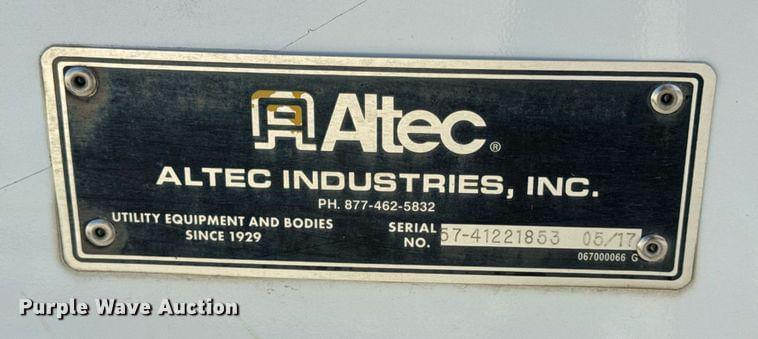 Altec®
ALTEC INDUSTRIES, INC.
PH. 877-462-5832
UTILITY EQUIPMENT AND BODIES
SINCE 1929
SERIAL
NO.
57-41221853 05/17
067000066 G
Purple Wave Auction